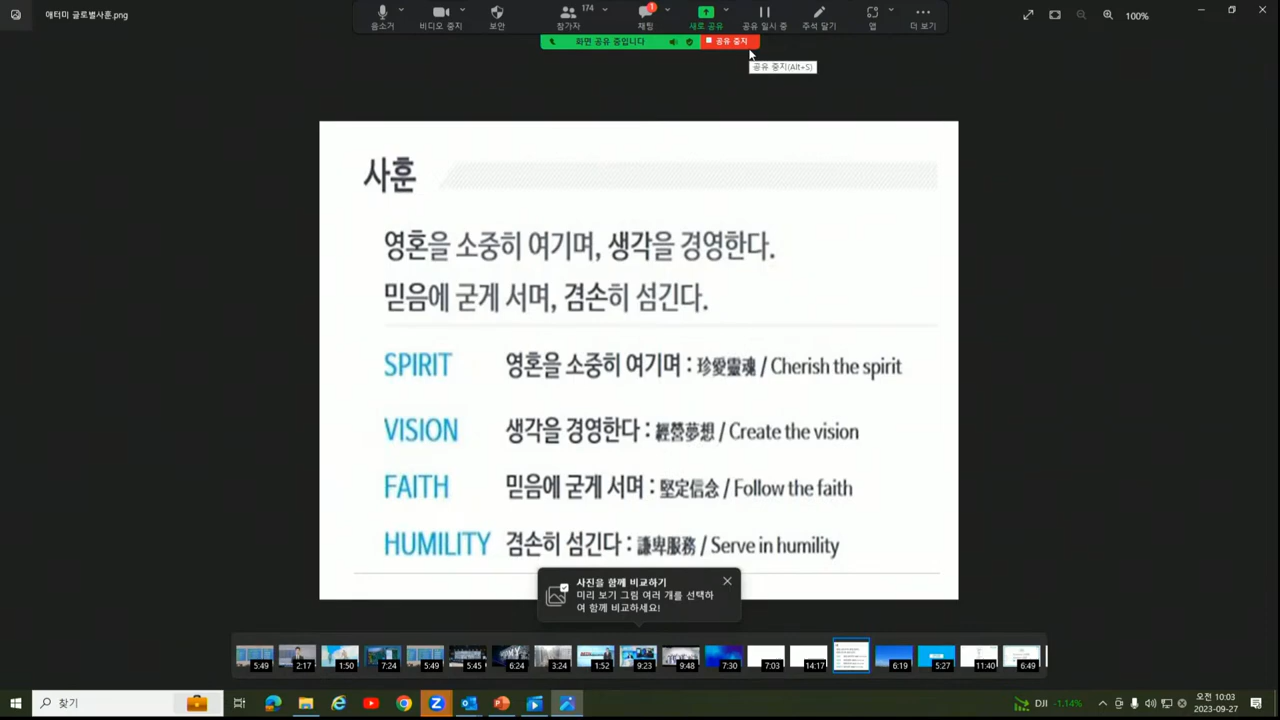 애터미 글로벌사훈.png
음소거
비디오 중지
보안
참가자
174
채팅
1
새로 공유
공유 일시 중
주석 달기
앱
더 보기
100%
화면 공유 중입니다
공유 중지
공유 중지(Alt+S)
사훈
영혼을 소중히 여기며, 생각을 경영한다.
믿음에 굳게 서며, 겸손히 섬긴다.
SPIRIT 영혼을 소중히 여기며 : 珍愛靈魂 / Cherish the spirit
VISION 생각을 경영한다 : 經營夢想 / Create the vision
FAITH 믿음에 굳게 서며 : 堅定信念 / Follow the faith
HUMILITY 겸손히 섬긴다 : 謙卑服務 / Serve in humility
사진을 함께 비교하기
미리 보기 그림 여러 개를 선택하
여 함께 비교하세요!
5:49 2:17 1:50 7:24 5:49 5:45 6:24 3:24 1:52 9:23 9:48 7:30 7:03 14:17 6:19 5:27 11:40 6:49
찾기
DJI -1.14%
오전 10:03
2023-09-27